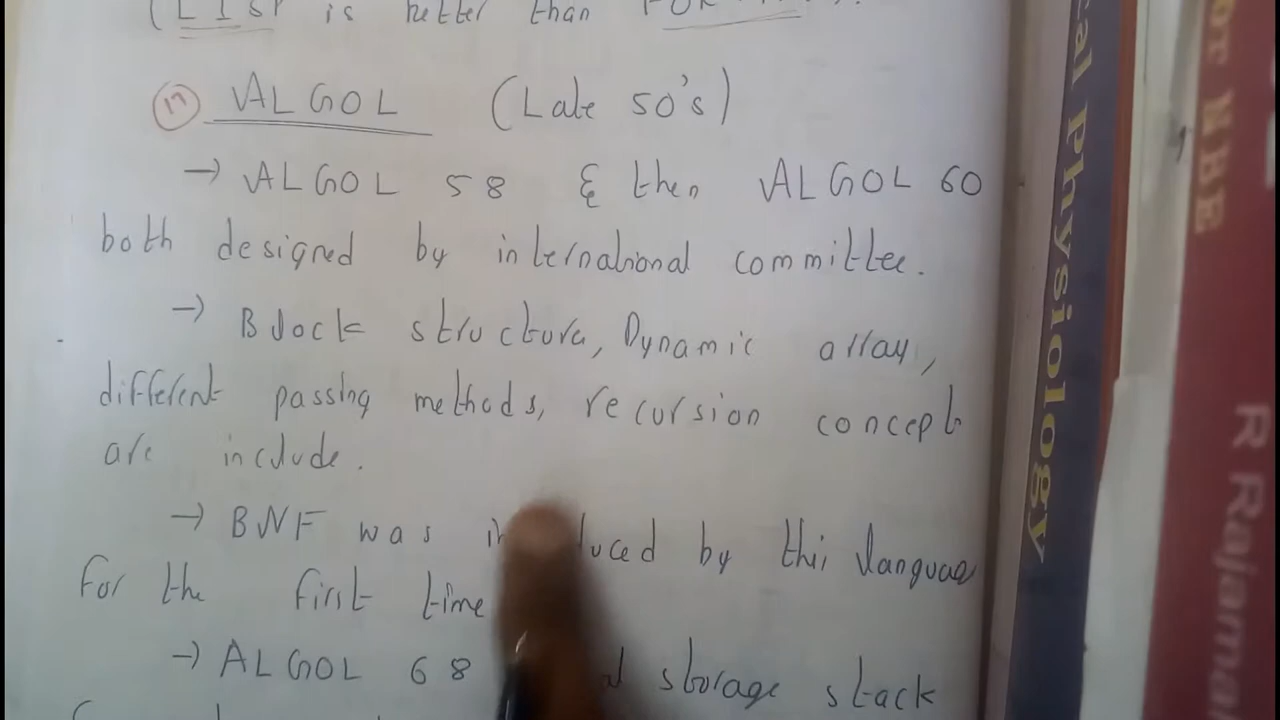 (LISP is better than
(17) ALGOL (Late 50's)
→ ALGOL 58 & then ALGOL 60
both designed by international committee.
→ Block structure, Dynamic array,
different passing methods, recursion concept
are include.
→ BNF was by this language
For the first time
→ ALGOL 68 storage stack
Physiology
R Rajamani